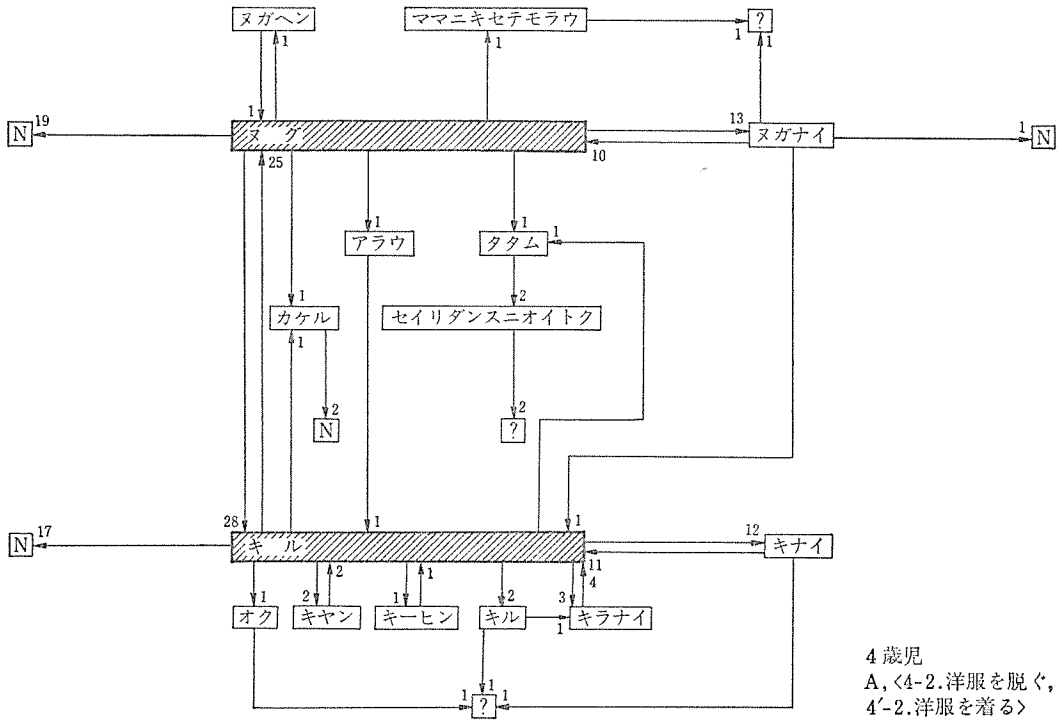 ヌガヘン
ママニキセテモラウ
?
1
1
1
1
1
19
N
1
ヌグ
13
ヌガナイ
1
N
25
10
1
1
1
アラウ
タタム
1
2
カケル
セイリダンスニオイトク
1
2
2
N
?
28
1
1
17
N
キル
12
キナイ
11
1
2
2
1
1
2
3
4
オク
キヤン
キーヒン
キル
1
キラナイ
1
1
?
1
4歳児
A,<4-2.洋服を脱ぐ,
4′-2.洋服を着る>